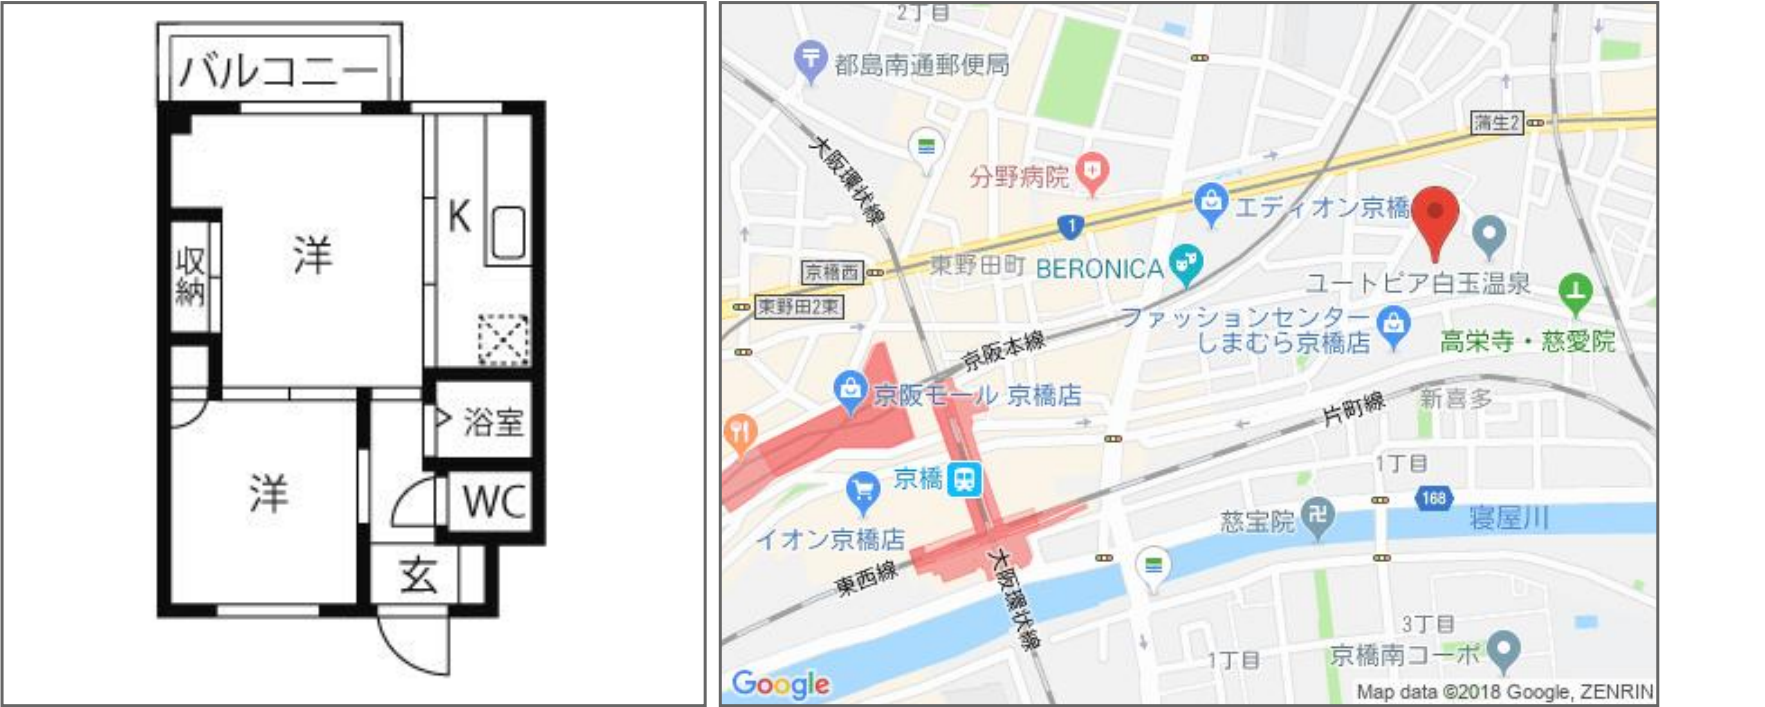 バルコニー
K
洋
収納
浴室
洋
WC
玄
2丁目
都島南通郵便局
大阪環状線
蒲生2
分野病院
1
エディオン京橋
京橋西
東野田町
BERONICA
ユートピア白玉温泉
東野田2東
ファッションセンター
しまむら京橋店
高栄寺・慈愛院
京阪本線
京阪モール 京橋店
片町線
新喜多
京橋
1丁目
168
イオン京橋店
慈宝院
寝屋川
東西線
大阪環状線
3丁目
1丁目
京橋南コーポ
Google
Map data ©2018 Google, ZENRIN